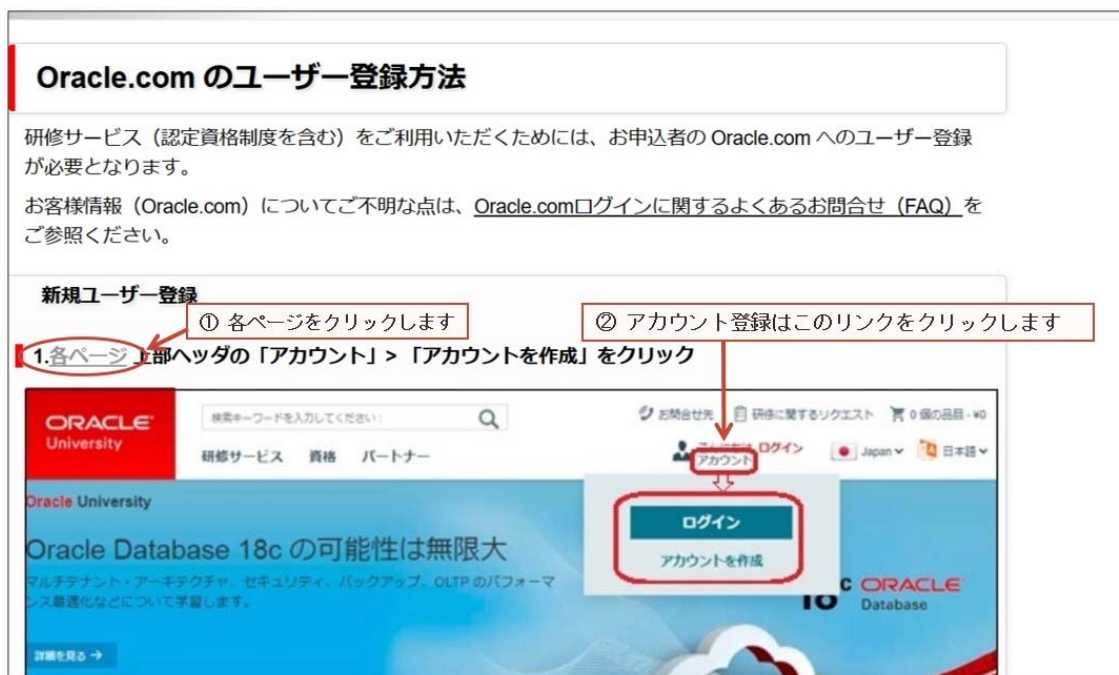 Oracle.com のユーザー登録方法
研修サービス（認定資格制度を含む）をご利用いただくためには、お申込者の Oracle.com へのユーザー登録
が必要となります。
お客様情報（Oracle.com）についてご不明な点は、Oracle.comログインに関するよくあるお問合せ（FAQ）を
ご参照ください。
新規ユーザー登録
① 各ページをクリックします
② アカウント登録はこのリンクをクリックします
1.各ページ 上部ヘッダの「アカウント」>「アカウントを作成」をクリック
ORACLE
University
検索キーワードを入力してください:
お問合せ先
研修に関するリクエスト
0 個の品目 - ¥0
研修サービス 資格 パートナー
ログイン
アカウント
Japan
日本語
Oracle University
ログイン
アカウントを作成
Oracle Database 18c の可能性は無限大
マルチテナント・アーキテクチャ、セキュリティ、バックアップ、OLTP のパフォーマ
ンス最適化などについて学習します。
18c ORACLE
Database
詳細を見る →